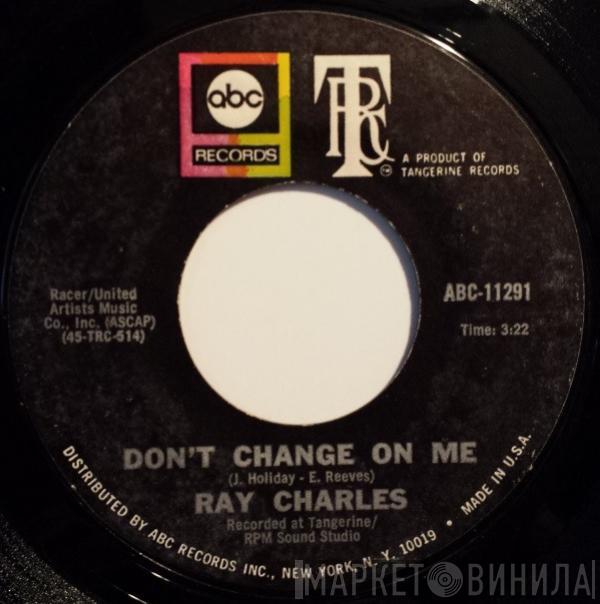 abc
RECORDS
TRC
TM
A PRODUCT OF
TANGERINE RECORDS
Racer/United
Artists Music
Co., Inc. (ASCAP)
(45-TRC-514)
ABC-11291
Time: 3:22
DON'T CHANGE ON ME
(J. Holiday - E. Reeves)
RAY CHARLES
Recorded at Tangerine/
RPM Sound Studio
DISTRIBUTED BY ABC RECORDS INC., NEW YORK, N.Y. 10019 • MADE IN U.S.A.
МАРКЕТ ВИНИЛА